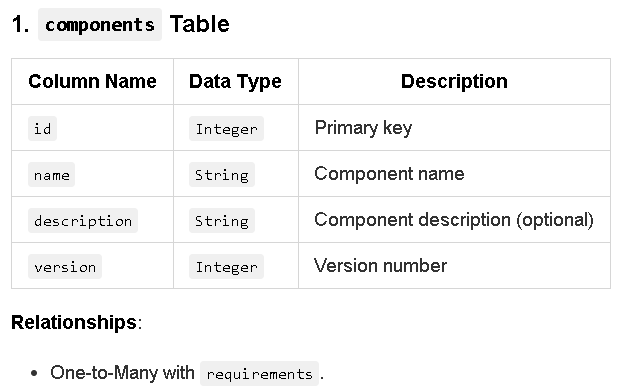 1. components Table
Column Name Data Type Description
id Integer Primary key
name String Component name
description String Component description (optional)
version Integer Version number
Relationships:
• One-to-Many with requirements.